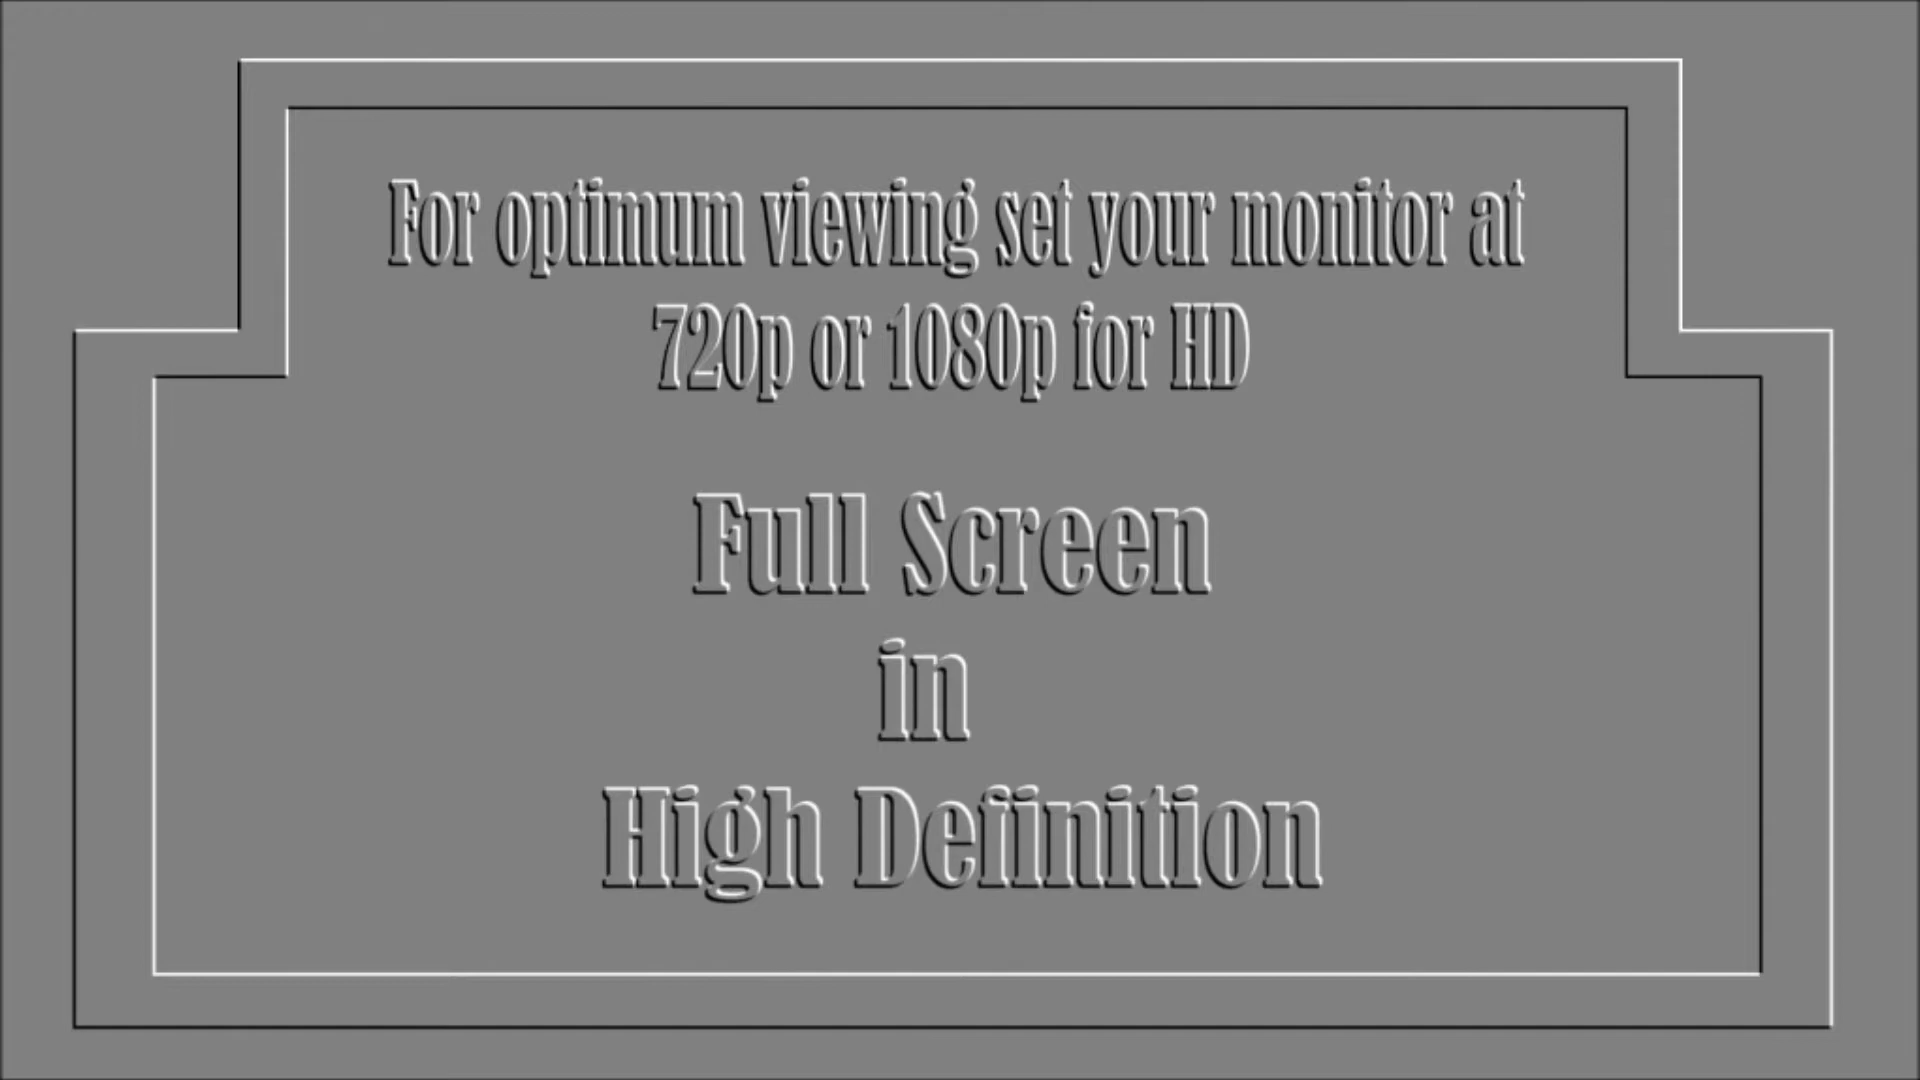 For optimum viewing set your monitor at
720p or 1080p for HD
Full Screen
in
High Definition